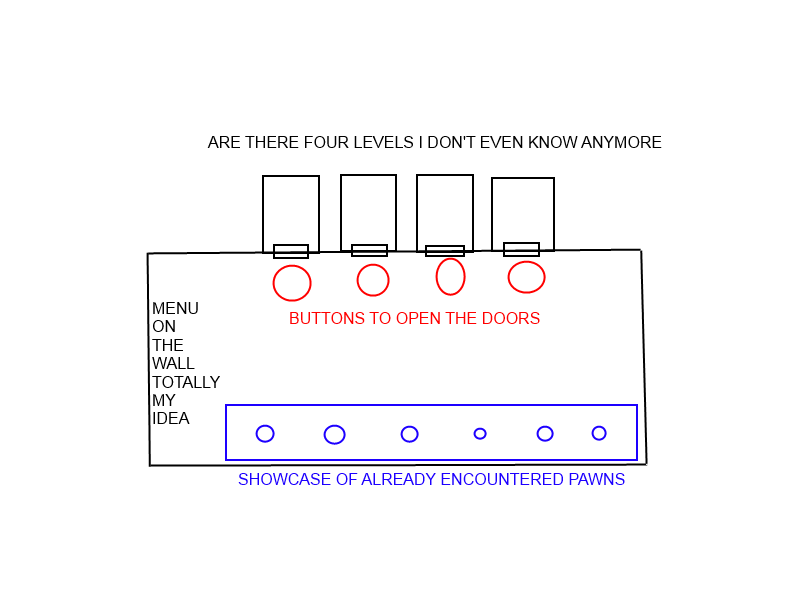 ARE THERE FOUR LEVELS I DON'T EVEN KNOW ANYMORE
BUTTONS TO OPEN THE DOORS
MENU
ON
THE
WALL
TOTALLY
MY
IDEA
SHOWCASE OF ALREADY ENCOUNTERED PAWNS